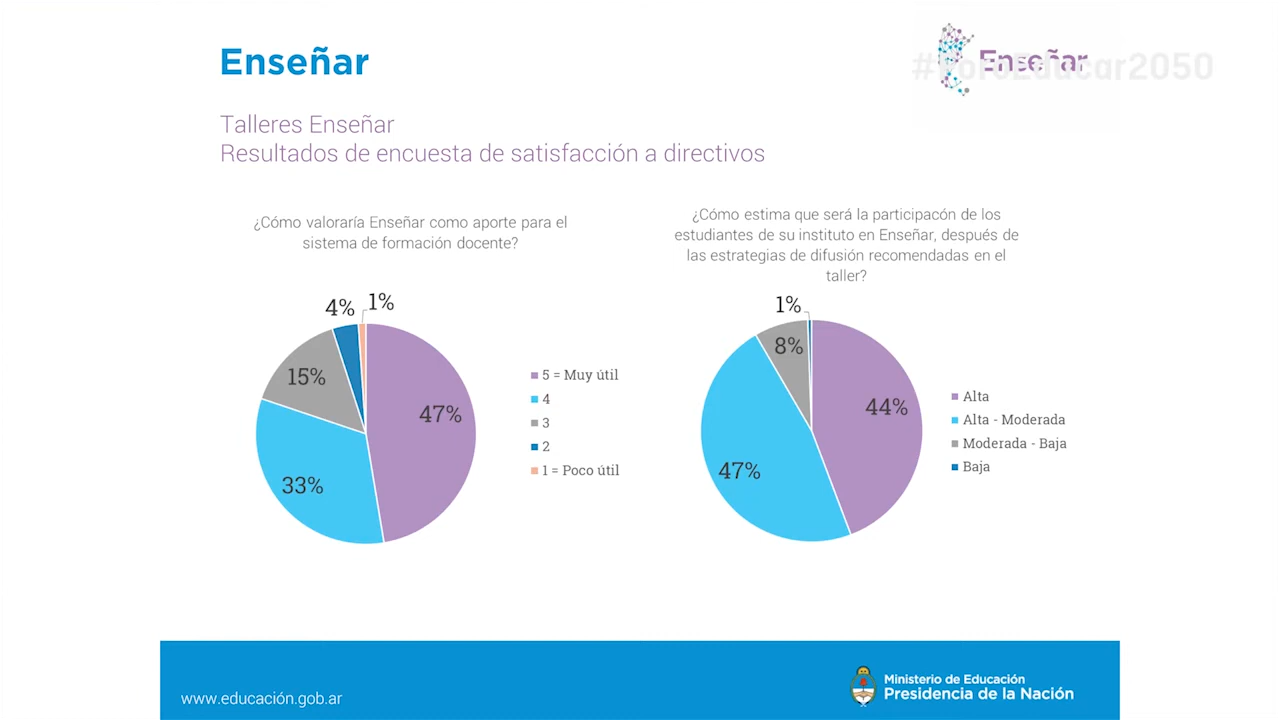 Enseñar
Enseñar
#ForoEducar2050
Talleres Enseñar
Resultados de encuesta de satisfacción a directivos
¿Cómo valoraría Enseñar como aporte para el
sistema de formación docente?
4%
1%
15%
47%
33%
5 = Muy útil
4
3
2
1 = Poco útil
¿Cómo estima que será la participacón de los
estudiantes de su instituto en Enseñar, después de
las estrategias de difusión recomendadas en el
taller?
1%
8%
44%
47%
Alta
Alta - Moderada
Moderada - Baja
Baja
www.educación.gob.ar
Ministerio de Educación
Presidencia de la Nación